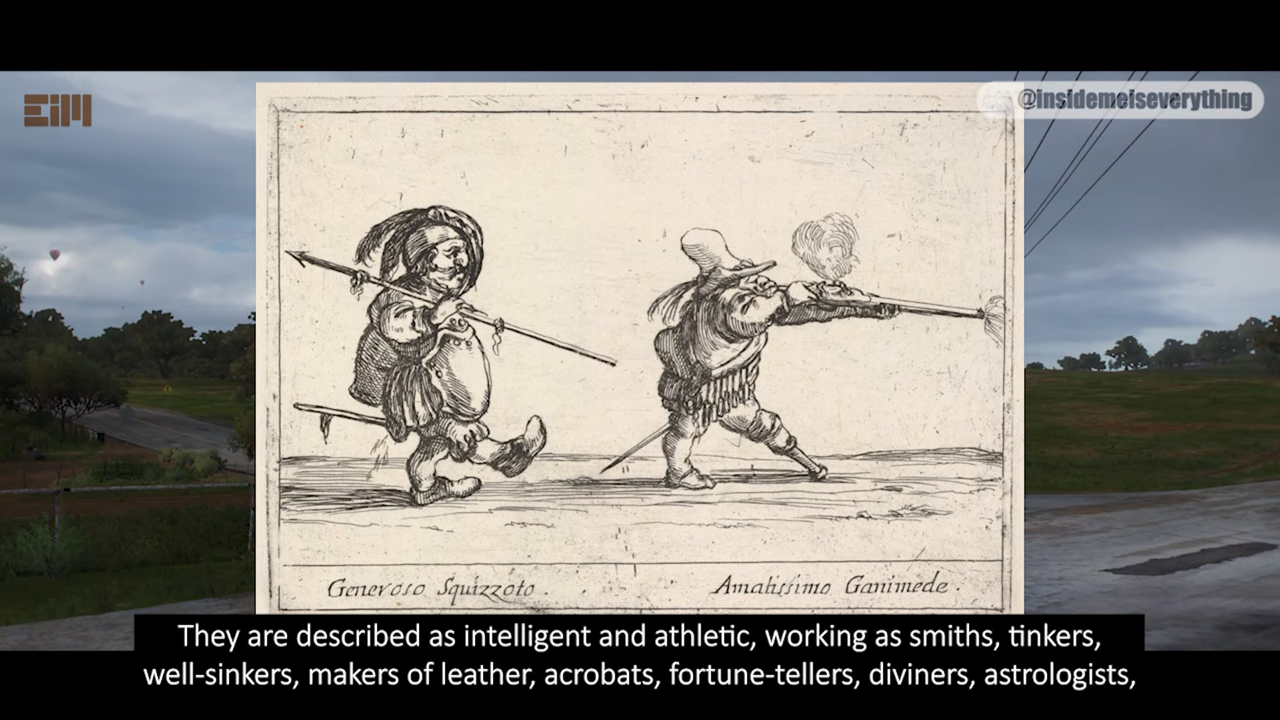 EIM
@insidemeiseverything
Generoso Squizzoto .
Amatissimo Ganimede .
They are described as intelligent and athletic, working as smiths, tinkers,
well-sinkers, makers of leather, acrobats, fortune-tellers, diviners, astrologists,